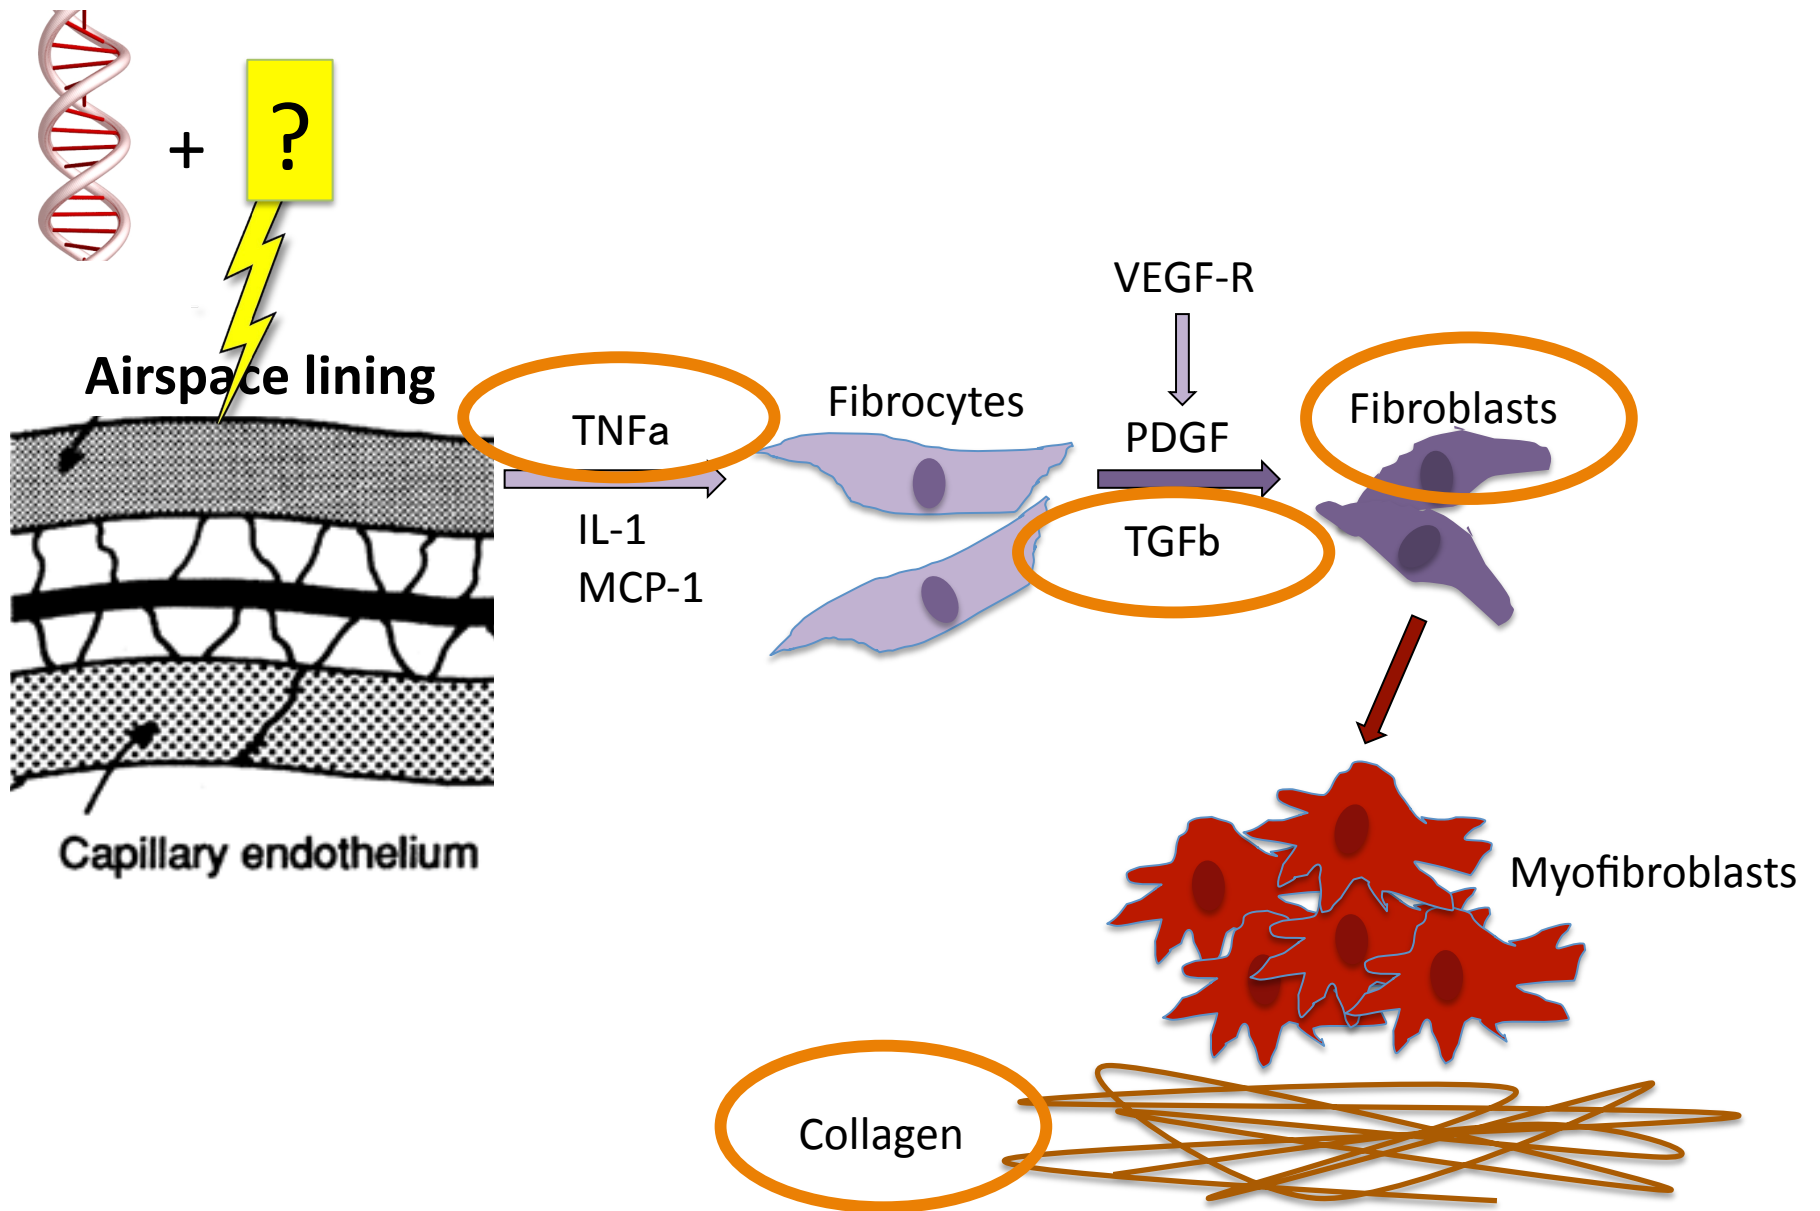 +
?
Airspace lining
Capillary endothelium
TNFa
IL-1
MCP-1
Fibrocytes
VEGF-R
PDGF
TGFb
Fibroblasts
Myofibroblasts
Collagen